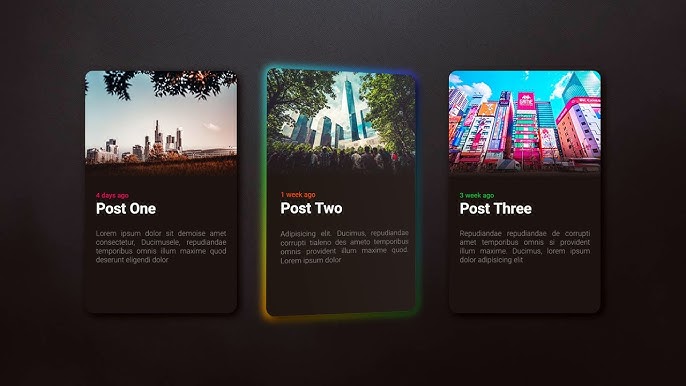 4 days ago
Post One
Lorem ipsum dolor sit demoise amet
consectetur, Ducimusele, repudiandae
temporibus omnis illum maxime quod
deserunt eligendi dolor
1 week ago
Post Two
Adipisicing elit. Ducimus, repudiandae
corrupti tialeno des ameto temporibus
omnis provident illum maxime quod.
Lorem ipsum dolor
3 week ago
Post Three
Repudiandae repudiandae de corrupti
amet temporibus omnis si provident
illum maxime. Ducimus, lorem ipsum
dolor adipisicing elit